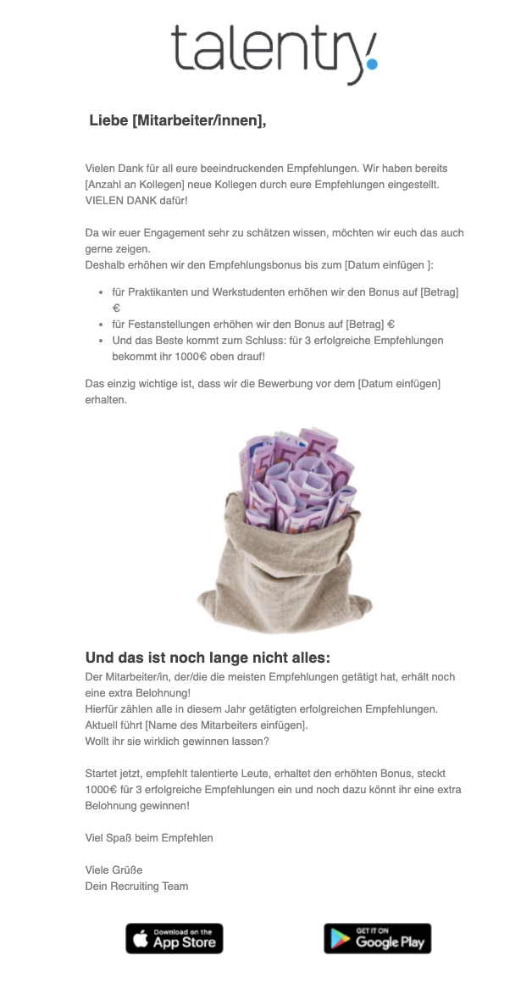 talentry.
Liebe [Mitarbeiter/innen],
Vielen Dank für all eure beeindruckenden Empfehlungen. Wir haben bereits
[Anzahl an Kollegen] neue Kollegen durch eure Empfehlungen eingestellt.
VIELEN DANK dafür!
Da wir euer Engagement sehr zu schätzen wissen, möchten wir euch das auch
gerne zeigen.
Deshalb erhöhen wir den Empfehlungsbonus bis zum [Datum einfügen ]:
• für Praktikanten und Werkstudenten erhöhen wir den Bonus auf [Betrag]
€
• für Festanstellungen erhöhen wir den Bonus auf [Betrag] €
• Und das Beste kommt zum Schluss: für 3 erfolgreiche Empfehlungen
bekommt ihr 1000€ oben drauf!
Das einzig wichtige ist, dass wir die Bewerbung vor dem [Datum einfügen]
erhalten.
Und das ist noch lange nicht alles:
Der Mitarbeiter/in, der/die die meisten Empfehlungen getätigt hat, erhält noch
eine extra Belohnung!
Hierfür zählen alle in diesem Jahr getätigten erfolgreichen Empfehlungen.
Aktuell führt [Name des Mitarbeiters einfügen].
Wollt ihr sie wirklich gewinnen lassen?
Startet jetzt, empfehlt talentierte Leute, erhaltet den erhöhten Bonus, steckt
1000€ für 3 erfolgreiche Empfehlungen ein und noch dazu könnt ihr eine extra
Belohnung gewinnen!
Viel Spaß beim Empfehlen
Viele Grüße
Dein Recruiting Team
Download on the
App Store
GET IT ON
Google Play